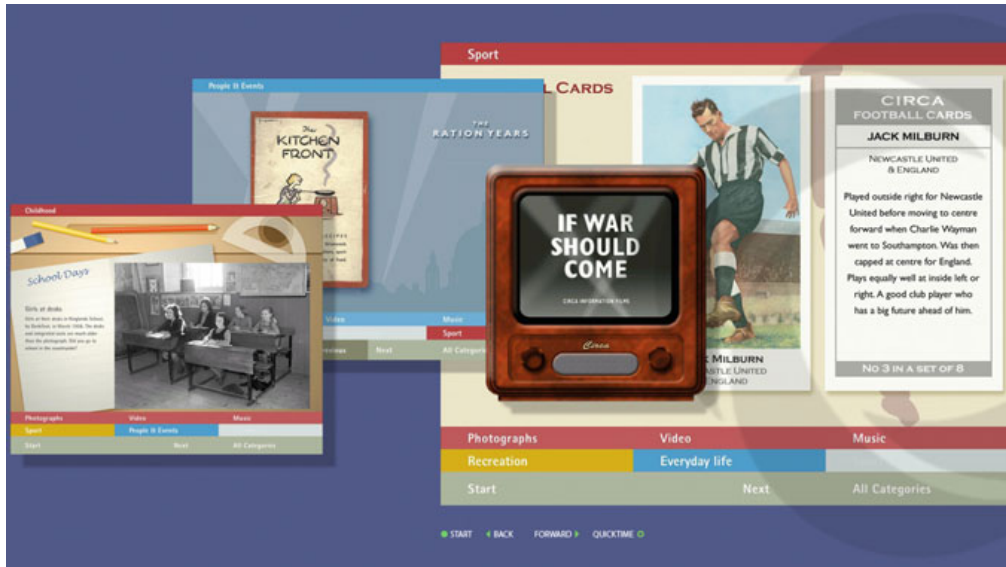 Sport
L CARDS
CIRCA
FOOTBALL CARDS
JACK MILBURN
NEWCASTLE UNITED
& ENGLAND
Played outside right for Newcastle
United before moving to centre
forward when Charlie Wayman
went to Southampton. Was then
capped at centre for England.
Plays equally well at inside left or
right. A good club player who
has a big future ahead of him.
NO 3 IN A SET OF 8
MILBURN
CASTLE UNITED
ENGLAND
IF WAR
SHOULD
COME
CIRCA INFORMATION FILMS
Circa
Photographs Video Music
Recreation Everyday life
Start Next All Categories
People & Events
THE
RATION YEARS
The
KITCHEN
FRONT
Video Music
Sport
Next All Categories
Childhood
School Days
Girls at desks
Photographs Video Music
Sport People & Events
Start Next All Categories
START BACK FORWARD QUICKTIME